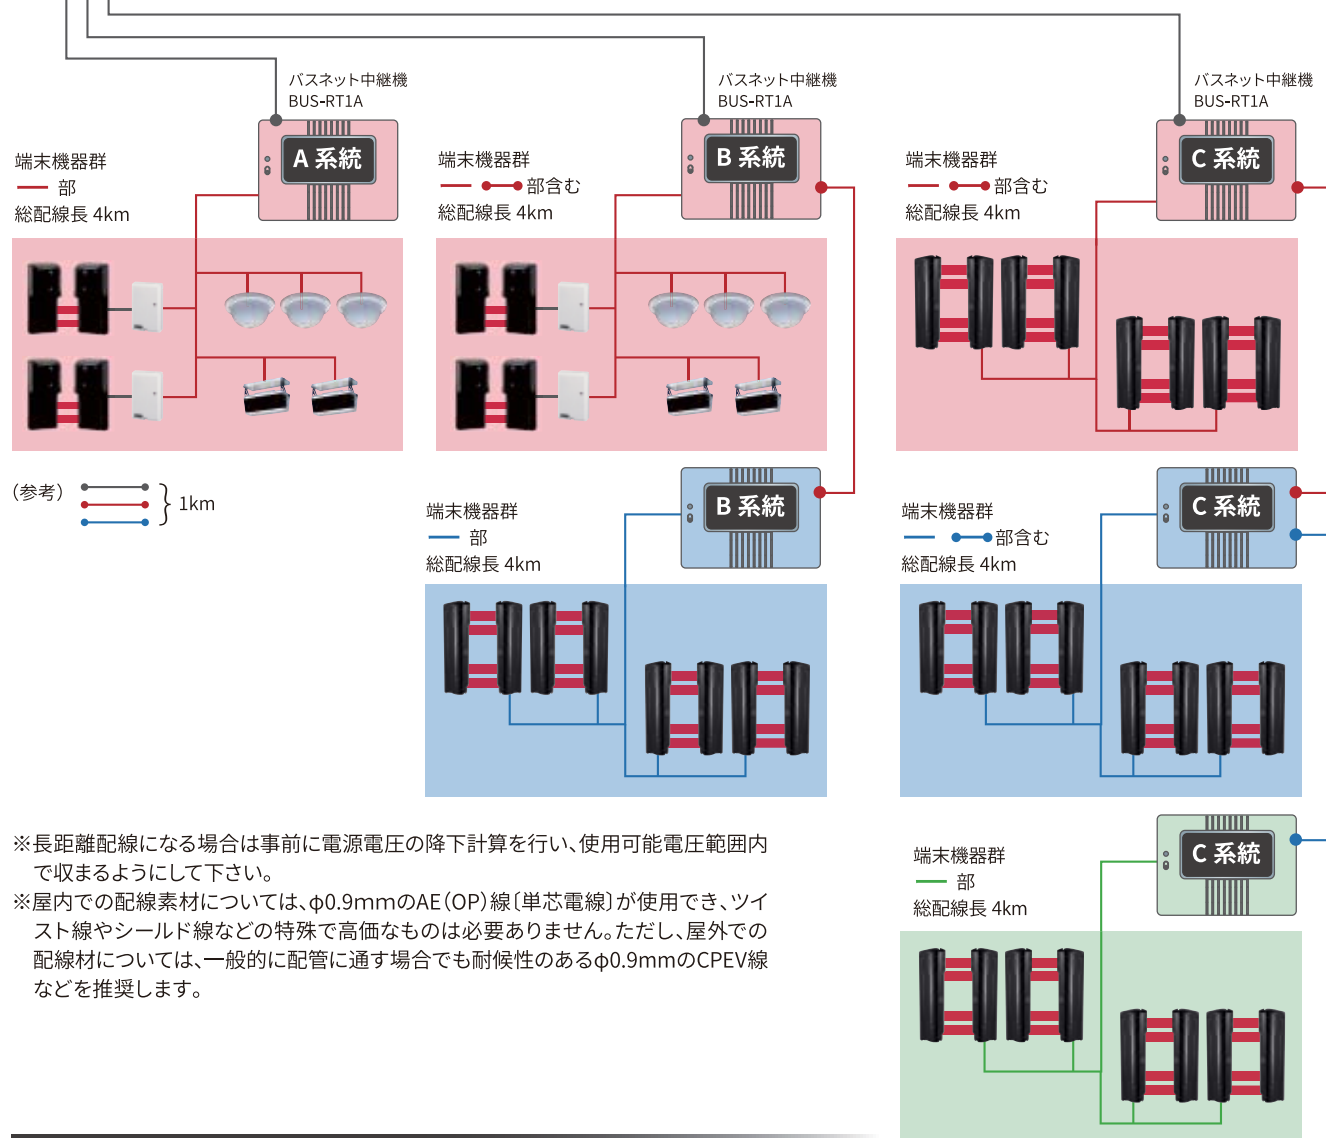 バスネット中継機
BUS-RT1A
A 系統
端末機器群
部
総配線長 4km
バスネット中継機
BUS-RT1A
B 系統
端末機器群
部含む
総配線長 4km
バスネット中継機
BUS-RT1A
C 系統
端末機器群
部含む
総配線長 4km
（参考）
1km
B 系統
端末機器群
部
総配線長 4km
C 系統
端末機器群
部含む
総配線長 4km
C 系統
端末機器群
部
総配線長 4km
※長距離配線になる場合は事前に電源電圧の降下計算を行い、使用可能電圧範囲内
で収まるようにして下さい。
※屋内での配線素材については、φ0.9mmのAE（OP）線〔単芯電線〕が使用でき、ツイ
スト線やシールド線などの特殊で高価なものは必要ありません。ただし、屋外での
配線材については、一般的に配管に通す場合でも耐候性のあるφ0.9mmのCPEV線
などを推奨します。